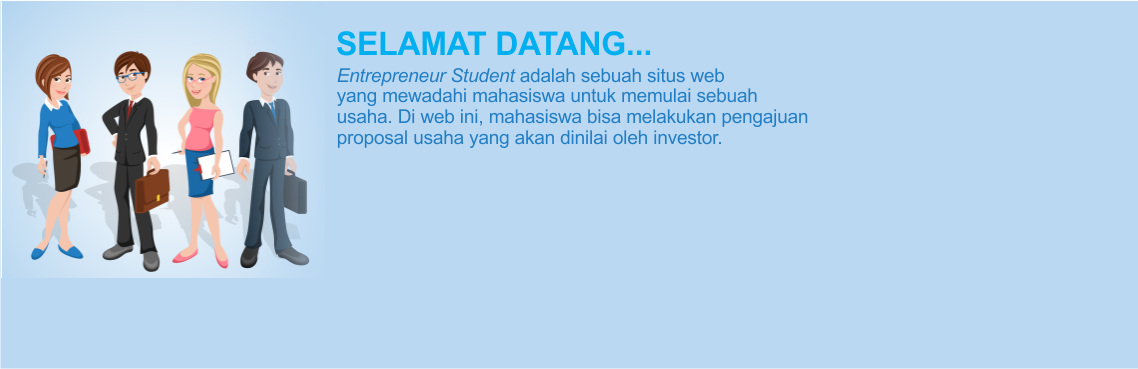 SELAMAT DATANG...
Entrepreneur Student adalah sebuah situs web
yang mewadahi mahasiswa untuk memulai sebuah
usaha. Di web ini, mahasiswa bisa melakukan pengajuan
proposal usaha yang akan dinilai oleh investor.